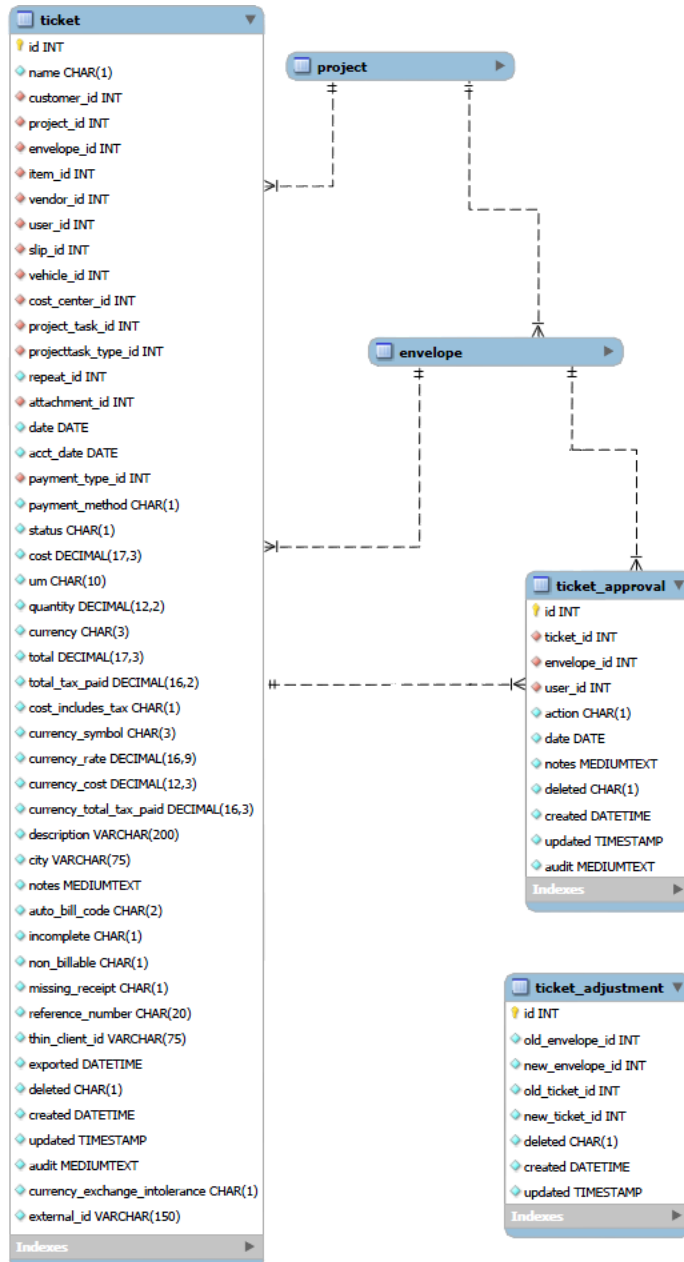 ticket
id INT
name CHAR(1)
customer_id INT
project_id INT
envelope_id INT
item_id INT
vendor_id INT
user_id INT
slip_id INT
vehicle_id INT
cost_center_id INT
project_task_id INT
projecttask_type_id INT
repeat_id INT
attachment_id INT
date DATE
acct_date DATE
payment_type_id INT
payment_method CHAR(1)
status CHAR(1)
cost DECIMAL(17,3)
um CHAR(10)
quantity DECIMAL(12,2)
currency CHAR(3)
total DECIMAL(17,3)
total_tax_paid DECIMAL(16,2)
cost_includes_tax CHAR(1)
currency_symbol CHAR(3)
currency_rate DECIMAL(16,9)
currency_cost DECIMAL(12,3)
currency_total_tax_paid DECIMAL(16,3)
description VARCHAR(200)
city VARCHAR(75)
notes MEDIUMTEXT
auto_bill_code CHAR(2)
incomplete CHAR(1)
non_billable CHAR(1)
missing_receipt CHAR(1)
reference_number CHAR(20)
thin_client_id VARCHAR(75)
exported DATETIME
deleted CHAR(1)
created DATETIME
updated TIMESTAMP
audit MEDIUMTEXT
currency_exchange_intolerance CHAR(1)
external_id VARCHAR(150)
Indexes
project
envelope
ticket_approval
id INT
ticket_id INT
envelope_id INT
user_id INT
action CHAR(1)
date DATE
notes MEDIUMTEXT
deleted CHAR(1)
created DATETIME
updated TIMESTAMP
audit MEDIUMTEXT
Indexes
ticket_adjustment
id INT
old_envelope_id INT
new_envelope_id INT
old_ticket_id INT
new_ticket_id INT
deleted CHAR(1)
created DATETIME
updated TIMESTAMP
Indexes